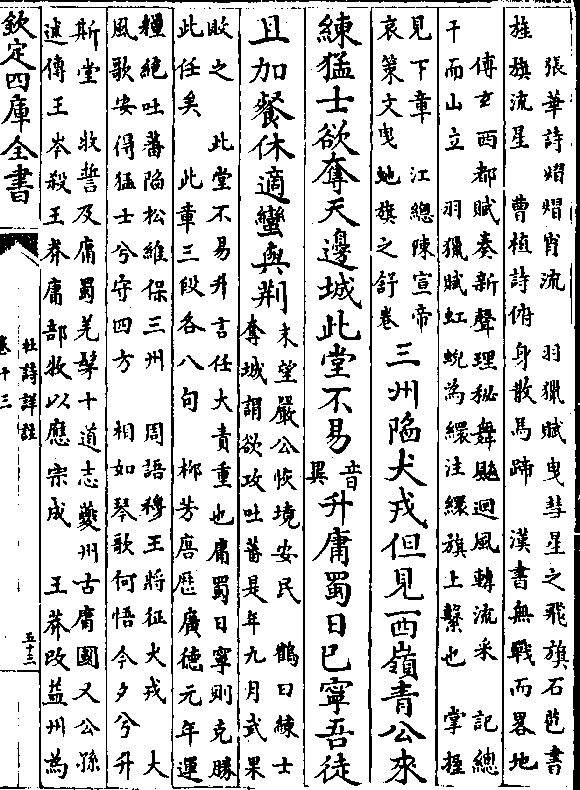 張華詩熠熠宵流　羽獵賦曳彗星之飛旗石苞書
旌旗流星　曹植詩俯身散馬蹄　漢書無戰而畧地
傅玄西都賦奏新聲理秘舞飈迴風轉流采　記總
干而山立　羽獵賦虹蜺為繯注繯旗上繫也　掌握
見下章　江總陳宣帝
哀策文曳蛇旗之舒卷
三州陷犬戎但見西嶺青公來
練猛士欲奪天邊城此堂不易音異升庸蜀日已寧吾徒
且加餐休適蠻與荆
末望嚴公恢境安民　鶴曰練士
奪城謂欲攻吐蕃是年九月武果
敗之　此堂不易升言任大責重也庸蜀日寧則克勝
此任矣　此章三段各八句　栁芳唐歴廣德元年運
糧絶吐蕃陷松維保三州　周語穆王將征犬戎　大
風歌安得猛士兮守四方　相如琴歌何悟今夕兮升
斯堂　牧誓及庸蜀羌髳十道志夔州古庸國又公孫
述傳王岑殺王莽庸部牧以應宗成　王莽改益州為
欽定四庫全書
杜詩詳註
卷十三
五十三